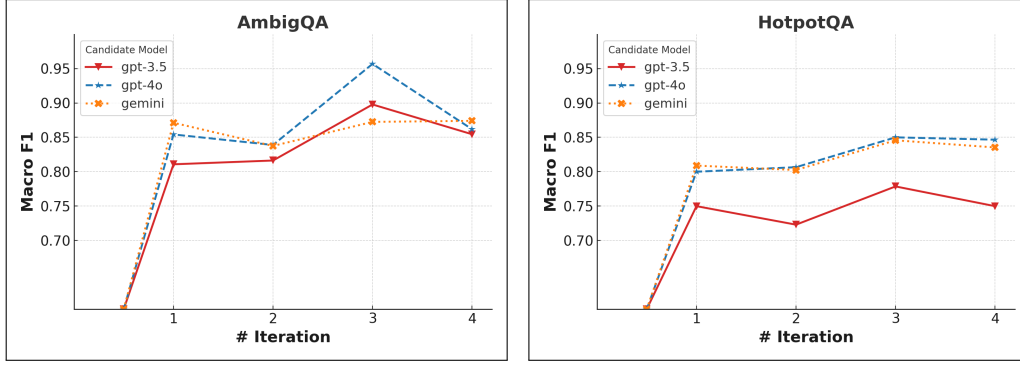 AmbigQA
Candidate Model
gpt-3.5
gpt-4o
gemini
0.95
0.90
0.85
0.80
0.75
0.70
Macro F1
1 2 3 4
# Iteration
HotpotQA
Candidate Model
gpt-3.5
gpt-4o
gemini
0.95
0.90
0.85
0.80
0.75
0.70
Macro F1
1 2 3 4
# Iteration